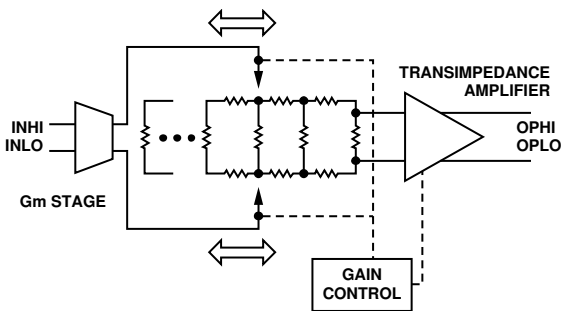 TRANSIMPEDANCE
AMPLIFIER
INHI
INLO
OPHI
OPLO
Gm STAGE
GAIN
CONTROL